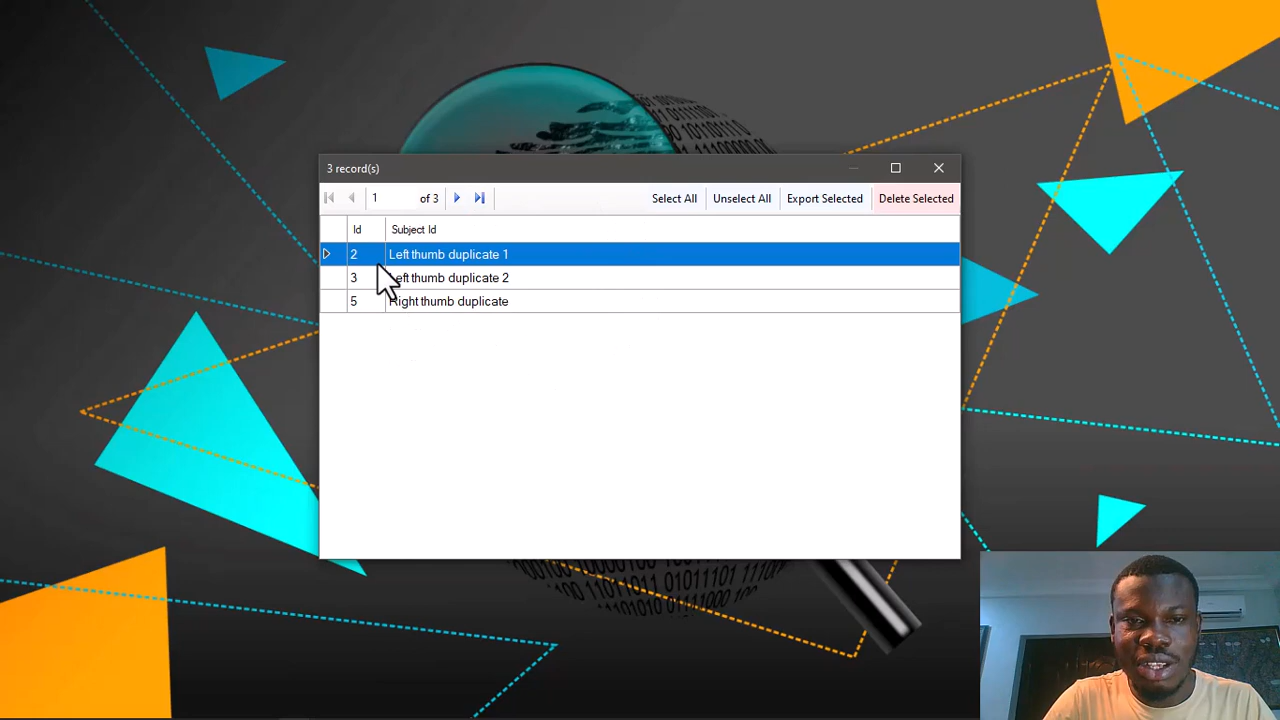 3 record(s)
1 of 3 Select All Unselect All Export Selected Delete Selected
Id Subject Id
2 Left thumb duplicate 1
3 Left thumb duplicate 2
5 Right thumb duplicate